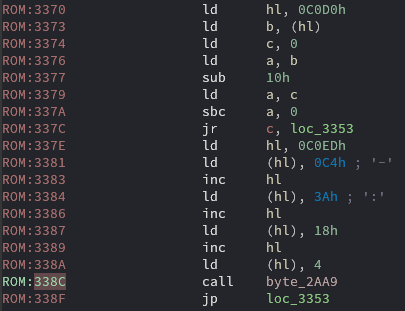 ROM:3370 ld hl, 0C0D0h
ROM:3373 ld b, (hl)
ROM:3374 ld c, 0
ROM:3376 ld a, b
ROM:3377 sub 10h
ROM:3379 ld a, c
ROM:337A sbc a, 0
ROM:337C jr c, loc_3353
ROM:337E ld hl, 0C0EDh
ROM:3381 ld (hl), 0C4h ; '-'
ROM:3383 inc hl
ROM:3384 ld (hl), 3Ah ; ':'
ROM:3386 inc hl
ROM:3387 ld (hl), 18h
ROM:3389 inc hl
ROM:338A ld (hl), 4
ROM:338C call byte_2AA9
ROM:338F jp loc_3353